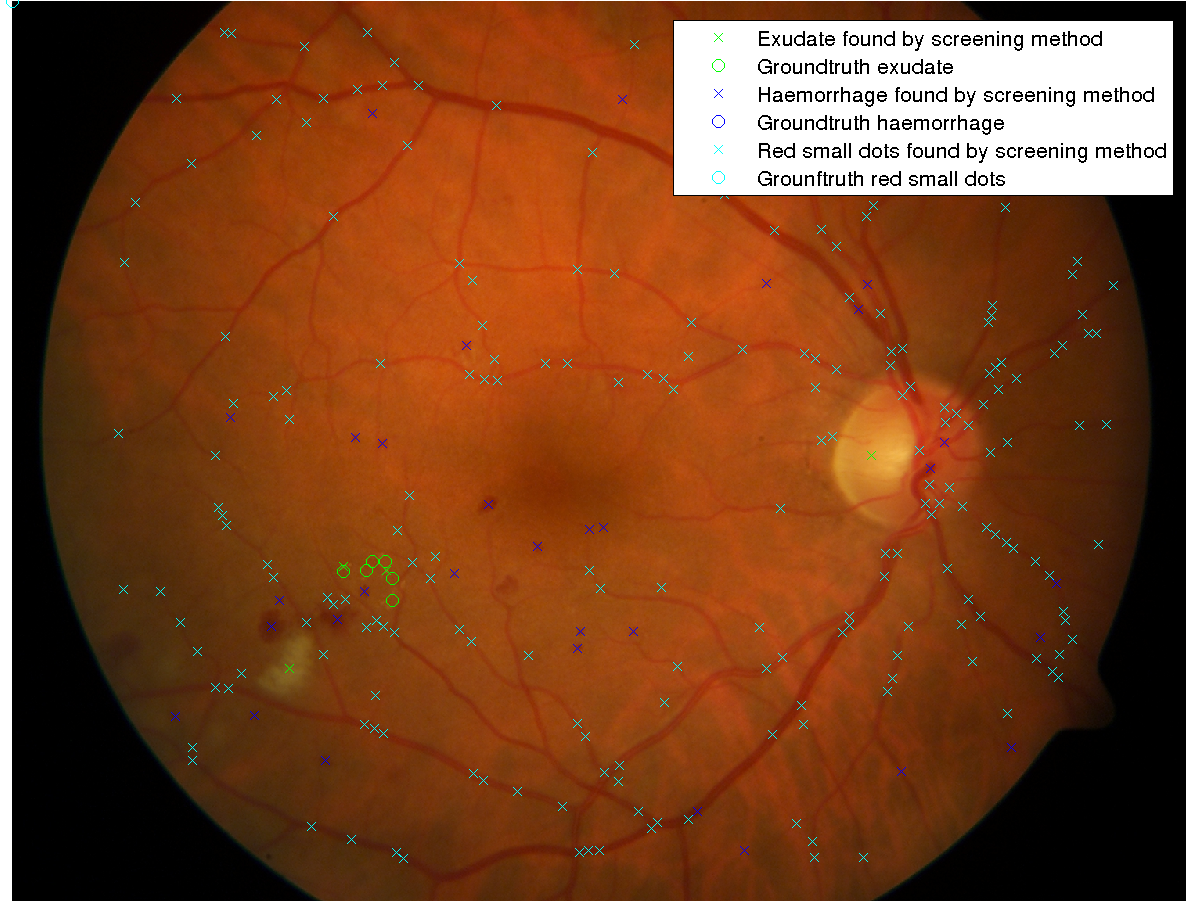 Exudate found by screening method
Groundtruth exudate
Haemorrhage found by screening method
Groundtruth haemorrhage
Red small dots found by screening method
Grounftruth red small dots